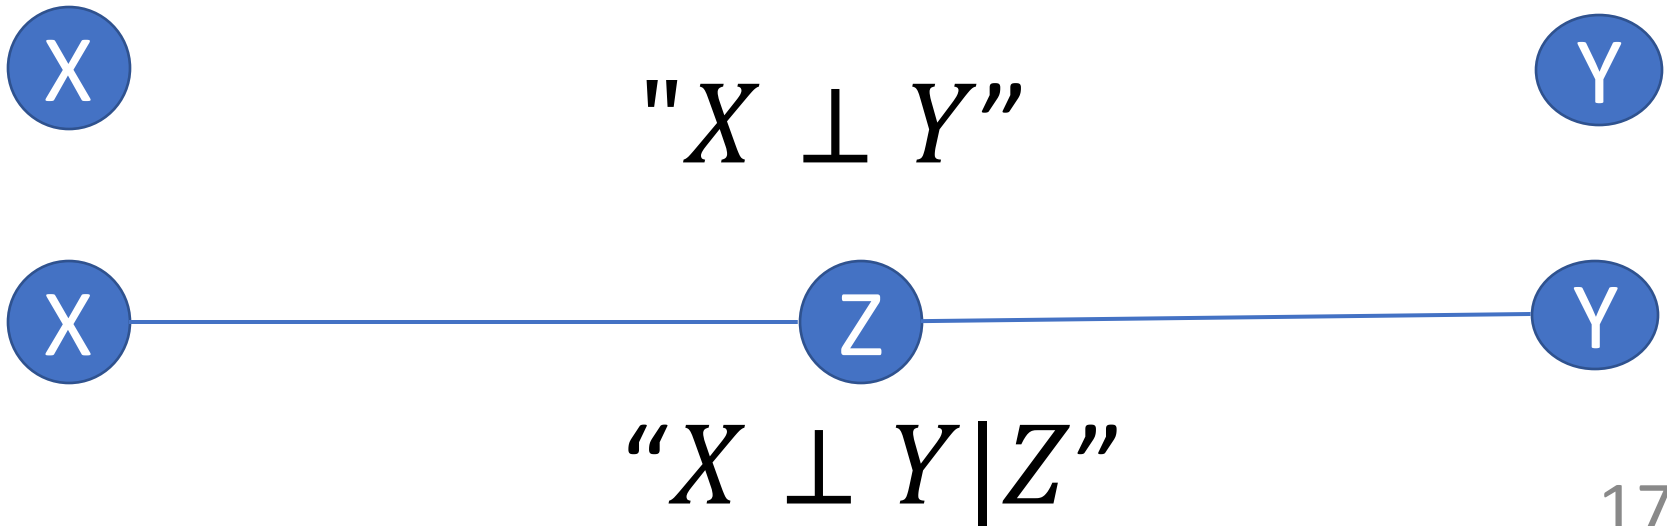 X Y
"X ⊥ Y”
X Z Y
“X ⊥ Y|Z”
17